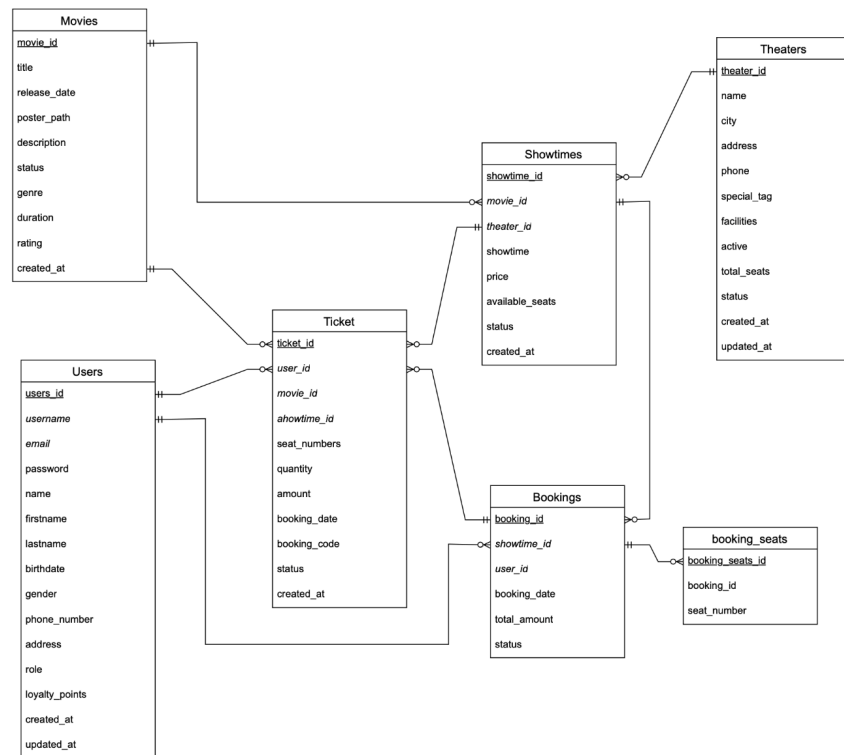 Movies
movie_id
title
release_date
poster_path
description
status
genre
duration
rating
created_at
Theaters
theater_id
name
city
address
phone
special_tag
facilities
active
total_seats
status
created_at
updated_at
Showtimes
showtime_id
movie_id
theater_id
showtime
price
available_seats
status
created_at
Ticket
ticket_id
user_id
movie_id
ahowtime_id
seat_numbers
quantity
amount
booking_date
booking_code
status
created_at
Users
users_id
username
email
password
name
firstname
lastname
birthdate
gender
phone_number
address
role
loyalty_points
created_at
updated_at
Bookings
booking_id
showtime_id
user_id
booking_date
total_amount
status
booking_seats
booking_seats_id
booking_id
seat_number